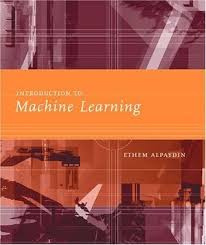 INTRODUCTION TO
Machine Learning
ETHEM ALPAYDIN